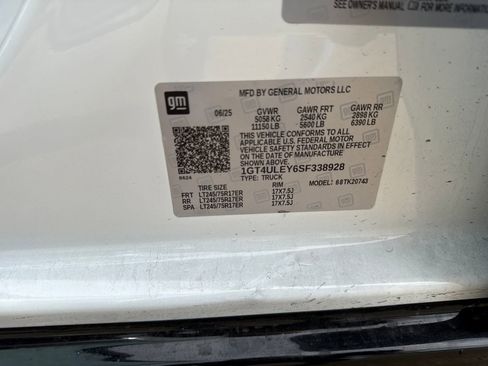 SEE OWNER'S MANUAL FOR MORE INFORMATION
gm
MFD BY GENERAL MOTORS LLC
06/25 GVWR GAWR FRT GAWR RR
5058 KG 2540 KG 2898 KG
11150 LB 5600 LB 6390 LB
THIS VEHICLE CONFORMS TO ALL
APPLICABLE U.S. FEDERAL MOTOR
VEHICLE SAFETY STANDARDS IN EFFECT
ON THE DATE OF MANUFACTURE
SHOWN ABOVE.
1GT4ULEY6SF338928
TYPE: TRUCK
TIRE SIZE RIM MODEL: 68TK20743
FRT LT245/75R17ER 17X7.5J
RR LT245/75R17ER 17X7.5J
SPA LT245/75R17ER 17X7.5J